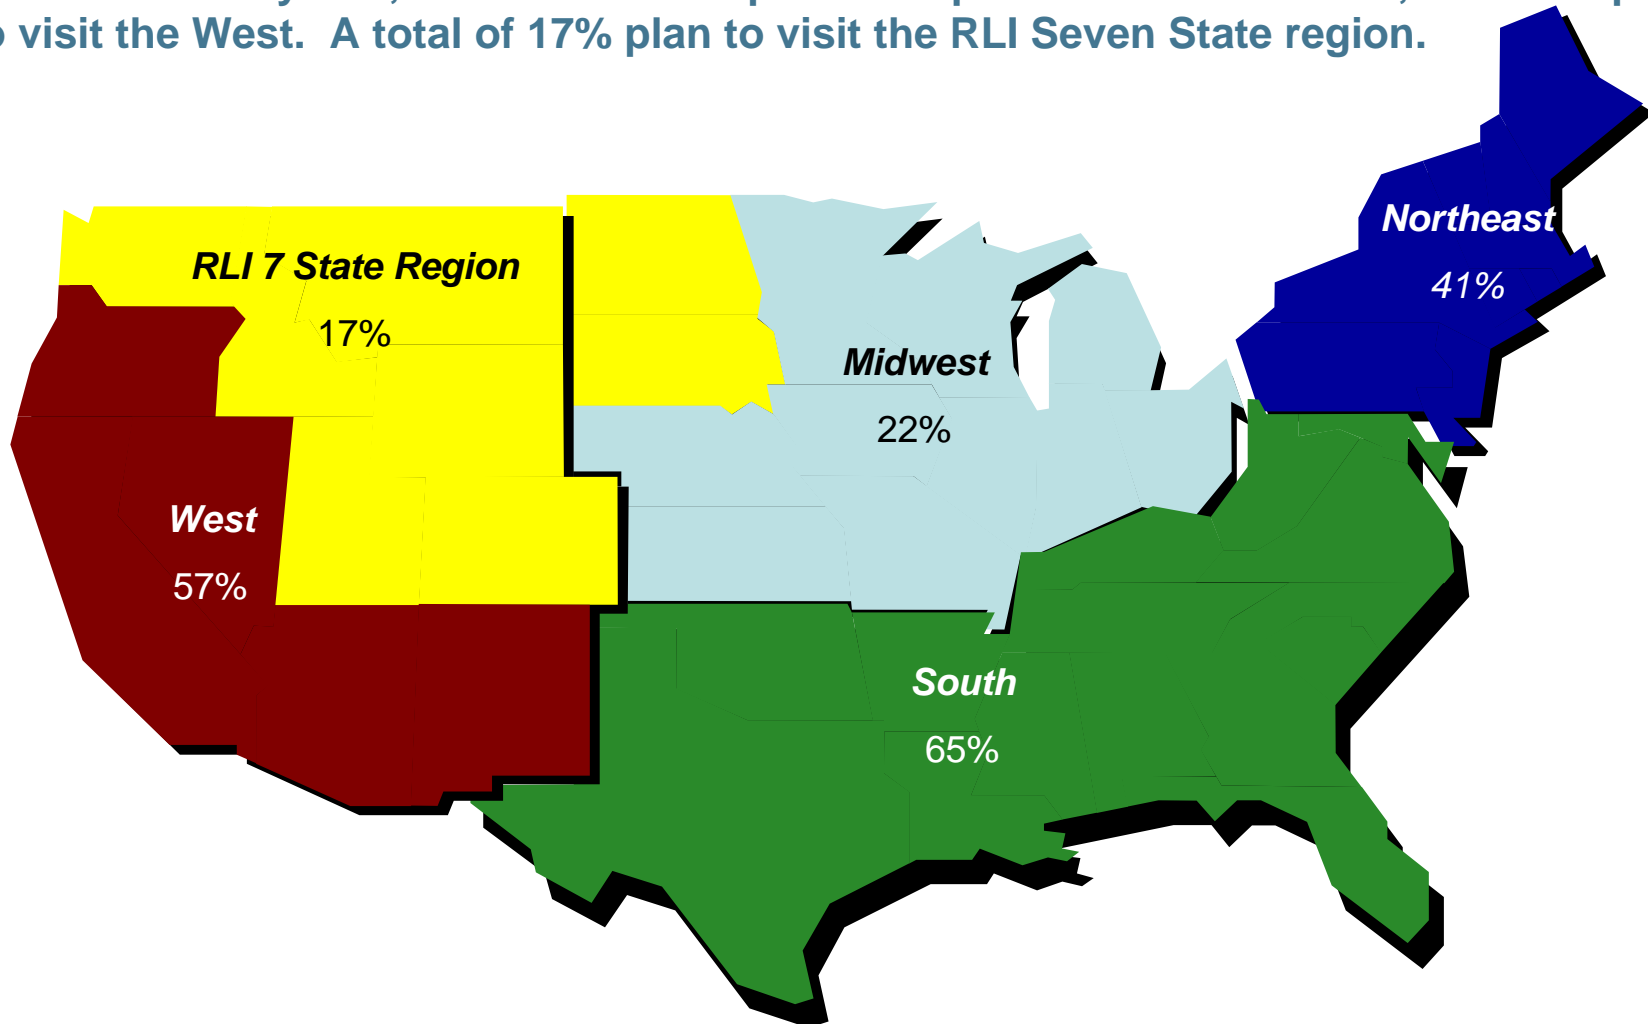 visit the West. A total of 17% plan to visit the RLI Seven State region.
Northeast
41%
RLI 7 State Region
17%
Midwest
22%
West
57%
South
65%